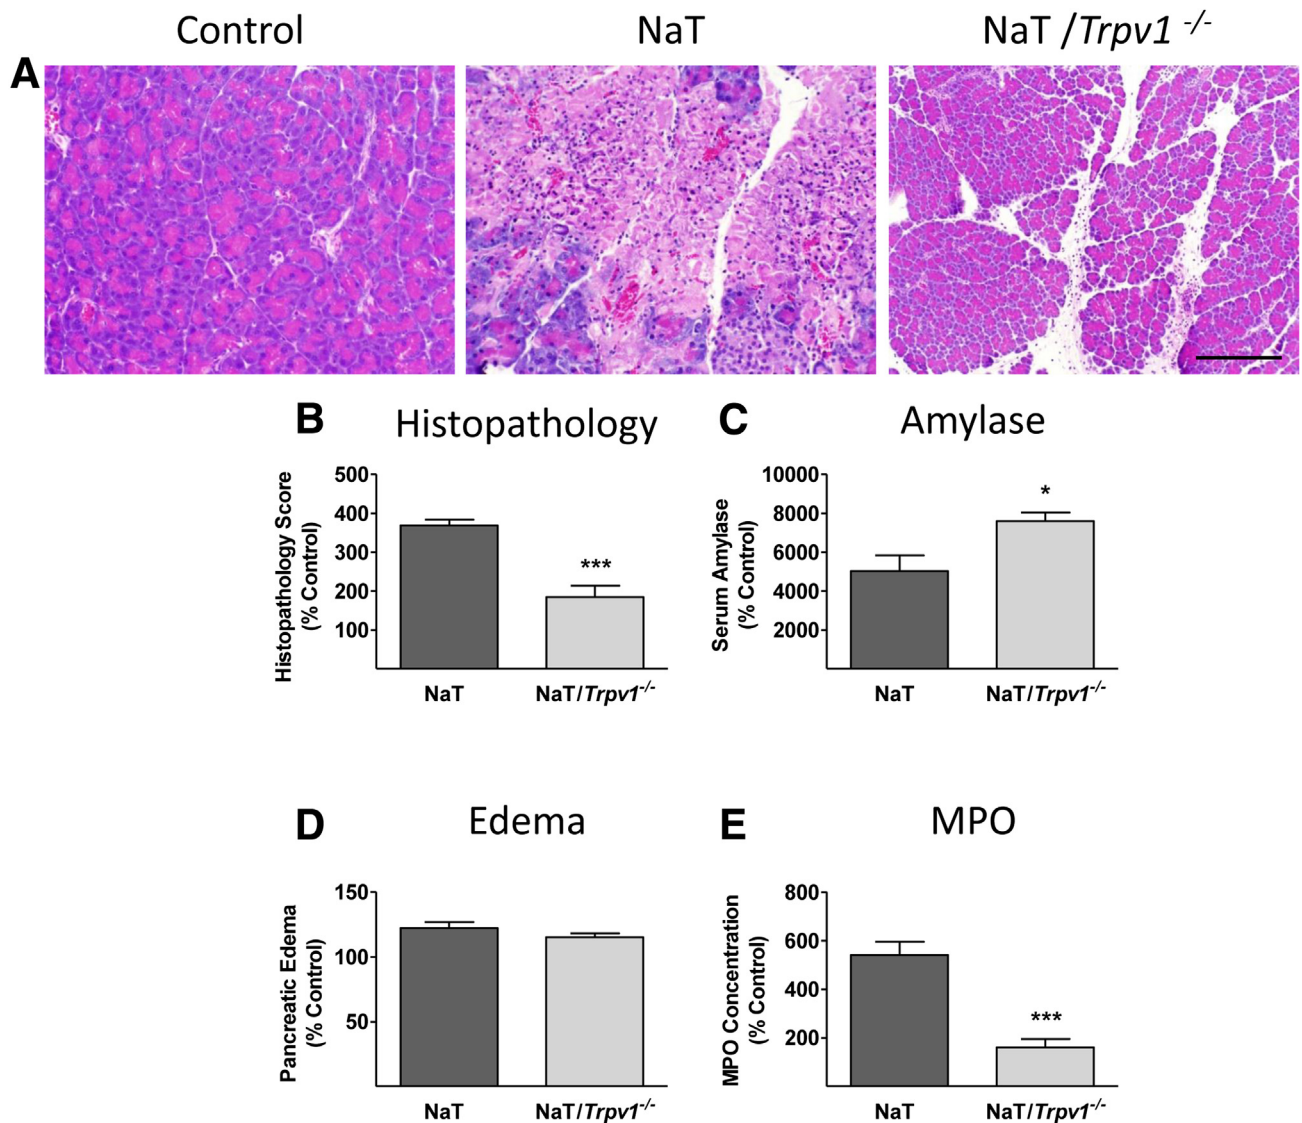 Control NaT NaT /Trpv1 -/-
A
B Histopathology
Histopathology Score
(% Control)
500
400
300
200
100
***
NaT NaT/Trpv1-/-
C Amylase
Serum Amylase
(% Control)
10000
8000
6000
4000
2000
*
NaT NaT/Trpv1-/-
D Edema
Pancreatic Edema
(% Control)
150
100
50
NaT NaT/Trpv1-/-
E MPO
MPO Concentration
(% Control)
800
600
400
200
***
NaT NaT/Trpv1-/-